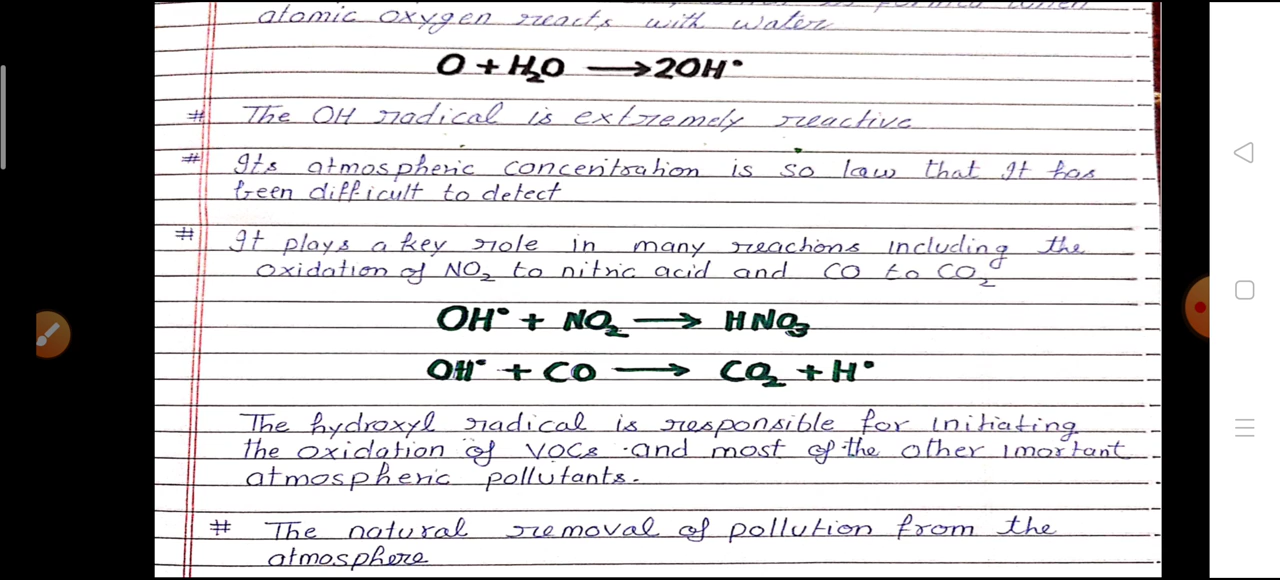 atomic oxygen reacts with water
O + H₂O ⟶ 2OH•
# The OH radical is extremely reactive
# Its atmospheric concentration is so law that It has
been difficult to detect
# It plays a key role in many reactions including the
oxidation of NO₂ to nitric acid and CO to CO₂
OH• + NO₂ ⟶ HNO₃
OH• + CO ⟶ CO₂ + H•
The hydroxyl radical is responsible for initiating
the oxidation of VOCs and most of the other imortant
atmospheric pollutants.
# The natural removal of pollution from the
atmosphere